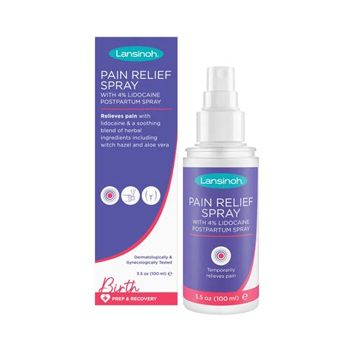 Lansinoh.
PAIN RELIEF
SPRAY
WITH 4% LIDOCAINE
POSTPARTUM SPRAY
Relieves pain with
lidocaine & a soothing
blend of herbal
ingredients including
witch hazel and aloe vera
Dermatologically &
Gynecologically Tested
3.5 oz (100 ml) e
Birth
PREP & RECOVERY
Lansinoh.
PAIN RELIEF
SPRAY
WITH 4% LIDOCAINE
POSTPARTUM SPRAY
Temporarily
relieves pain
3.5 oz (100 ml) e